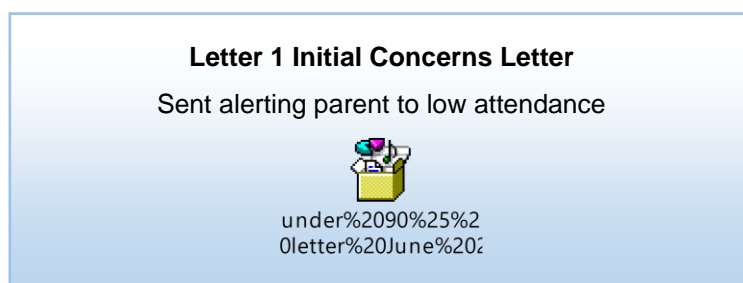 Letter 1 Initial Concerns Letter
Sent alerting parent to low attendance
under%2090%25%2
0letter%20June%202